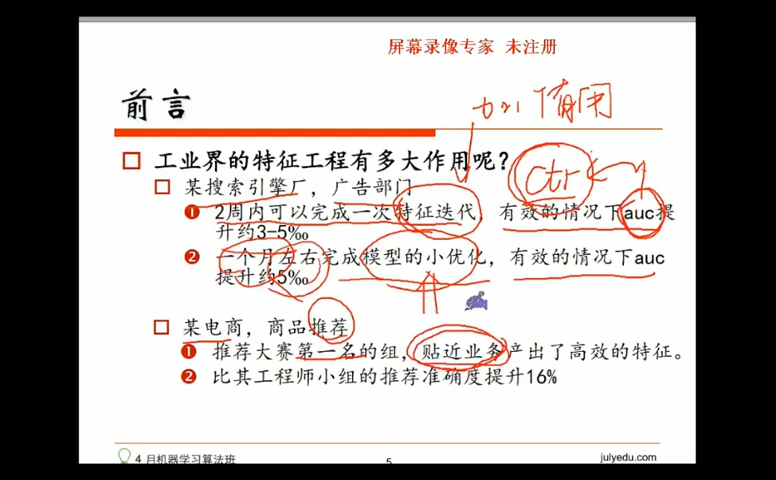 屏幕录像专家 未注册
前言
工业界的特征工程有多大作用呢？
ctr
某搜索引擎厂，广告部门
❶ 2周内可以完成一次特征迭代，有效的情况下auc提
升约3-5‰
❷ 一个月左右完成模型的小优化，有效的情况下auc
提升约5‰
某电商，商品推荐
❶ 推荐大赛第一名的组，贴近业务产出了高效的特征。
❷ 比其工程师小组的推荐准确度提升16%
4月机器学习算法班
5
julyedu.com